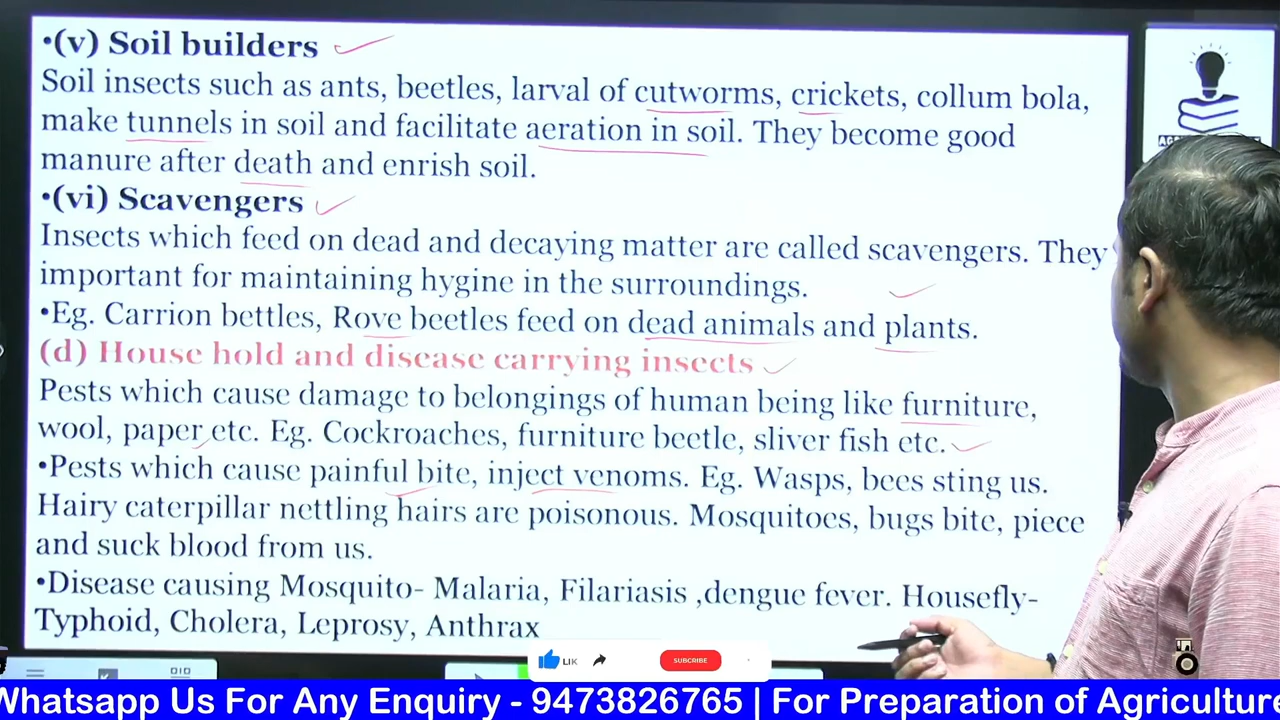 •(v) Soil builders
Soil insects such as ants, beetles, larval of cutworms, crickets, collum bola,
make tunnels in soil and facilitate aeration in soil. They become good
manure after death and enrish soil.
•(vi) Scavengers
Insects which feed on dead and decaying matter are called scavengers. They
important for maintaining hygine in the surroundings.
•Eg. Carrion bettles, Rove beetles feed on dead animals and plants.
(d) House hold and disease carrying insects
Pests which cause damage to belongings of human being like furniture,
wool, paper etc. Eg. Cockroaches, furniture beetle, sliver fish etc.
•Pests which cause painful bite, inject venoms. Eg. Wasps, bees sting us.
Hairy caterpillar nettling hairs are poisonous. Mosquitoes, bugs bite, piece
and suck blood from us.
•Disease causing Mosquito- Malaria, Filariasis ,dengue fever. Housefly-
Typhoid, Cholera, Leprosy, Anthrax
LIK SUBSCRIBE
Whatsapp Us For Any Enquiry - 9473826765 | For Preparation of Agriculture